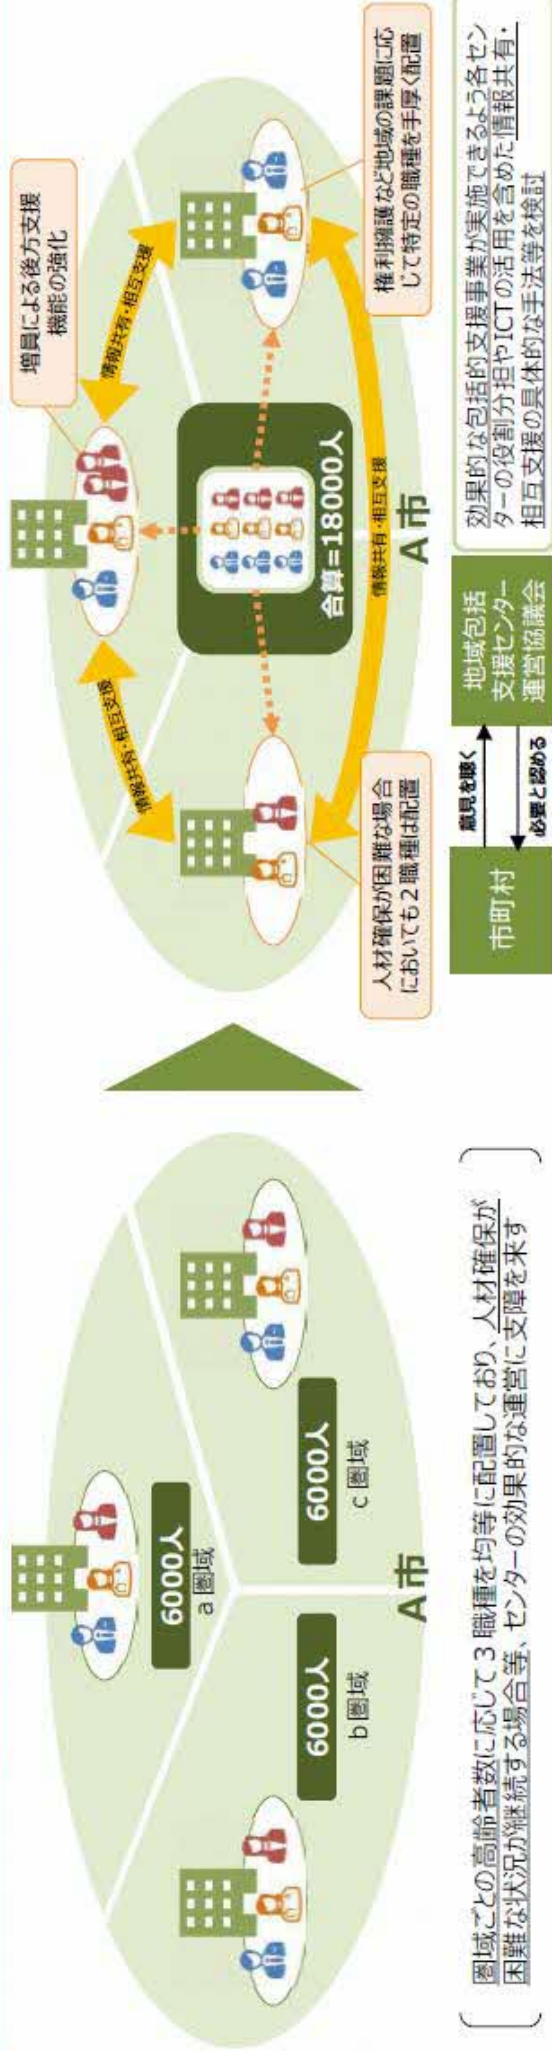 6000人
a圏域
6000人
b圏域
6000人
c圏域
A市
圏域ごとの高齢者数に応じて3職種を均等に配置しており、人材確保が
困難な状況が継続する場合等、センターの効果的な運営に支障を来す
増員による後方支援
機能の強化
情報共有・相互支援
情報共有・相互支援
合算=18000人
情報共有・相互支援
A市
人材確保が困難な場合
においても2職種は配置
権利擁護など地域の課題に応
じて特定の職種を手厚く配置
市町村
意見を聴く
必要と認める
地域包括
支援センター
運営協議会
効果的な包括的支援事業が実施できるよう各セン
ターの役割分担やICTの活用を含めた情報共有・
相互支援の具体的な手法等を検討